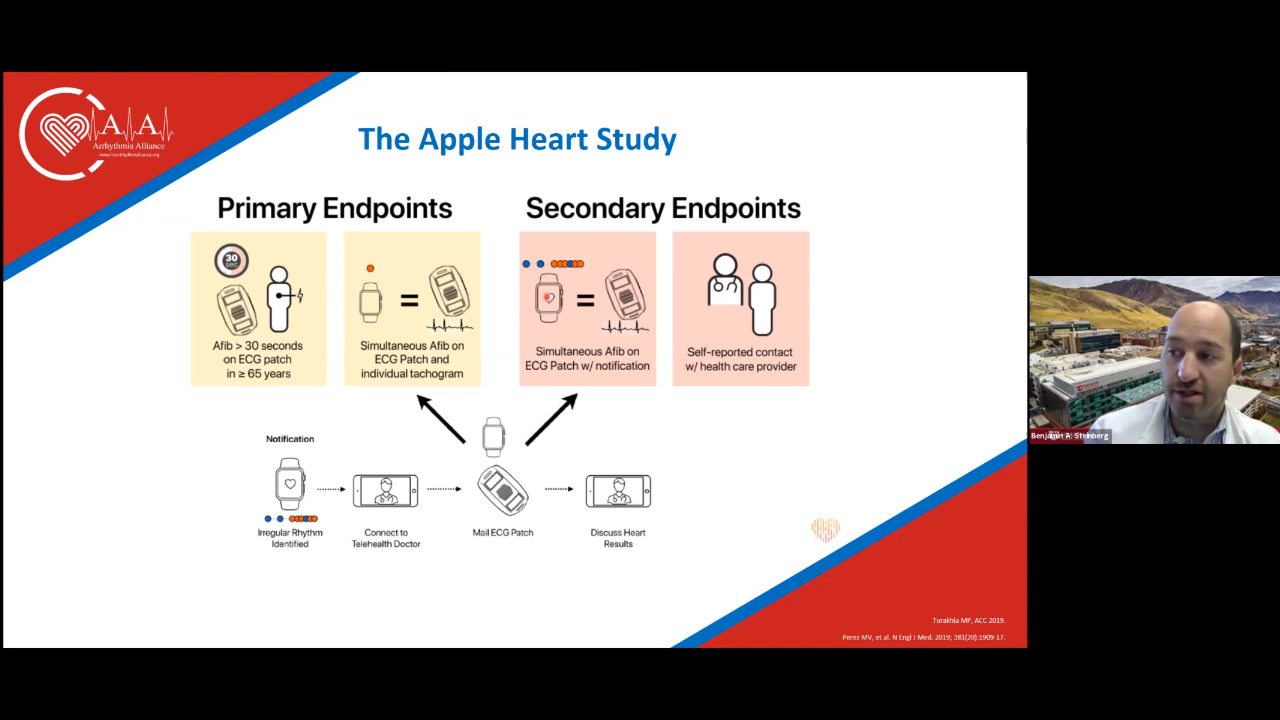 A A
Arrhythmia Alliance
The Apple Heart Study
Primary Endpoints
Secondary Endpoints
30
sec
Afib > 30 seconds
on ECG patch
in ≥ 65 years
Simultaneous Afib on
ECG Patch and
individual tachogram
Simultaneous Afib on
ECG Patch w/ notification
Self-reported contact
w/ health care provider
Notification
Irregular Rhythm
Identified
Connect to
Telehealth Doctor
Mail ECG Patch
Discuss Heart
Results
Turakhia MP, ACC 2019.
Perez MV, et al. N Engl J Med. 2019; 381(20):1909-17.
Benjamin A. Steinberg